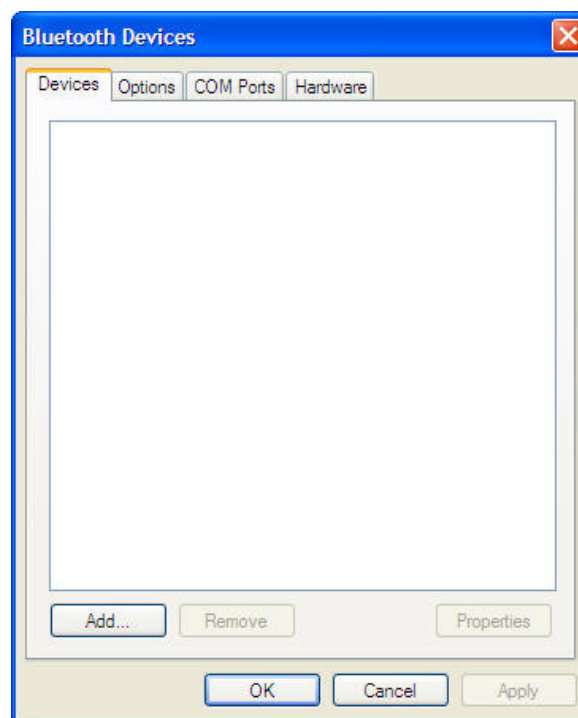 Bluetooth Devices
Devices Options COM Ports Hardware
Add... Remove Properties
OK Cancel Apply